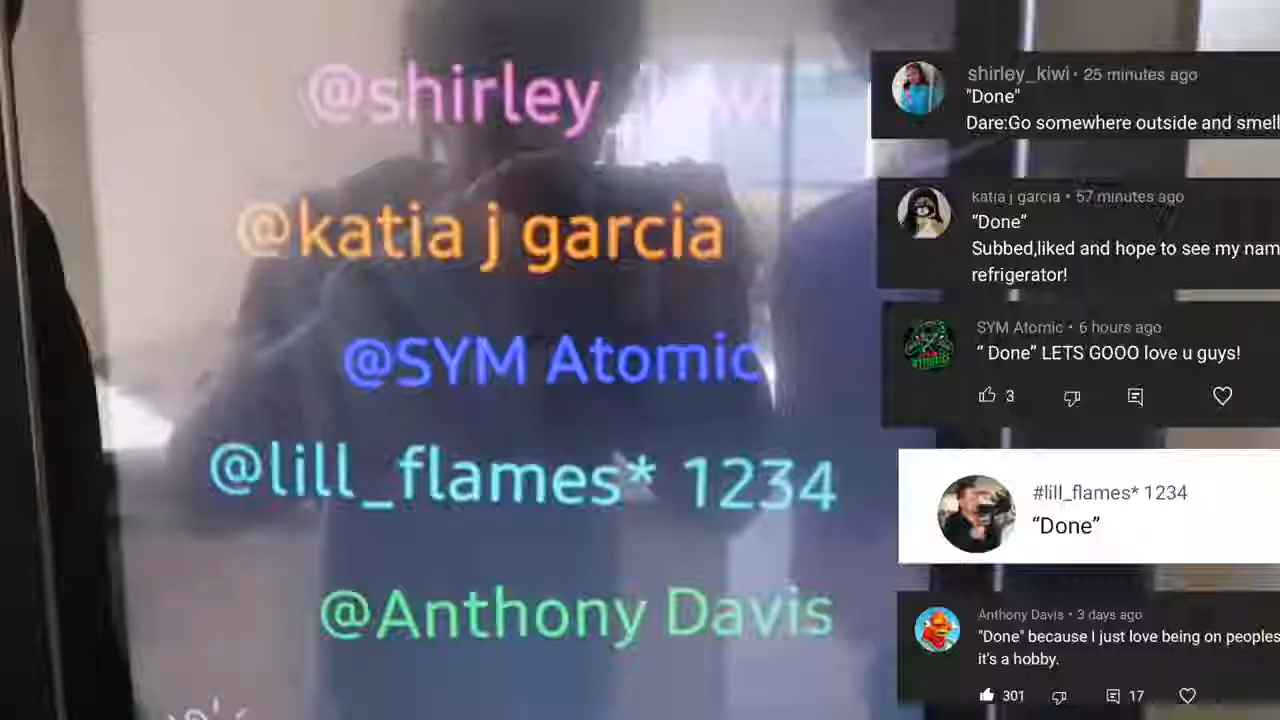 @shirley
@katia j garcia
@SYM Atomic
@lill_flames* 1234
@Anthony Davis
shirley_kiwi • 25 minutes ago
"Done"
Dare:Go somewhere outside and smell
katja j garcia • 57 minutes ago
“Done”
Subbed,liked and hope to see my nam
refrigerator!
SYM Atomic • 6 hours ago
“ Done” LETS GOOO love u guys!
3
#lill_flames* 1234
“Done”
Anthony Davis • 3 days ago
"Done" because I just love being on peoples
it's a hobby.
301 17